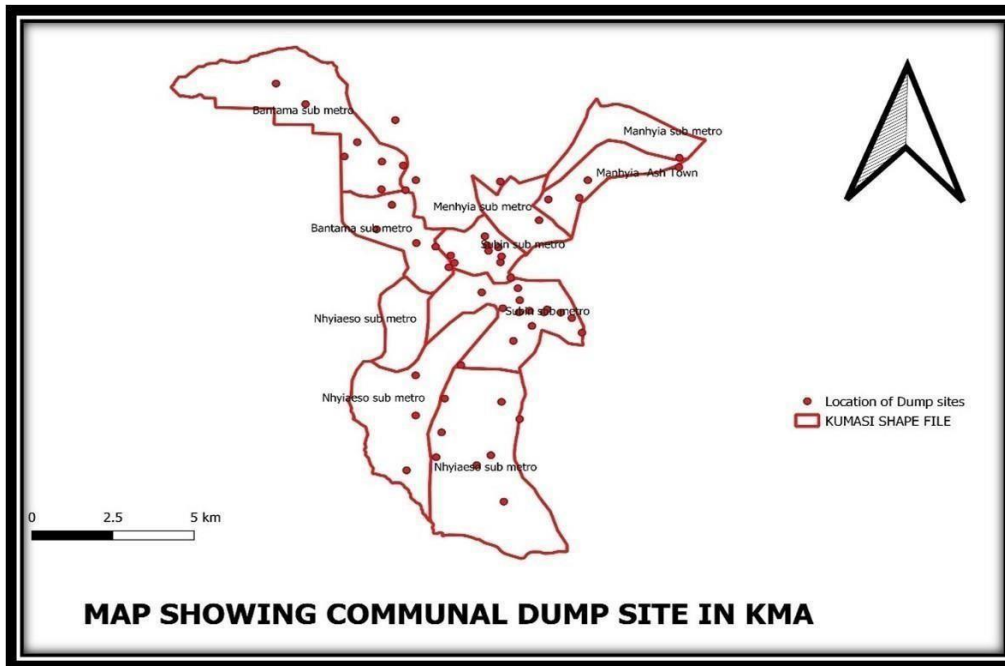 Bantama sub metro
Manhyia sub metro
Manhyia -Ash Town
Menhyia sub metro
Bantama sub metro
Subin sub metro
Nhyiaeso sub metro
Subin sub metro
Nhyiaeso sub metro
Location of Dump sites
KUMASI SHAPE FILE
Nhyiaeso sub metro
0 2.5 5 km
MAP SHOWING COMMUNAL DUMP SITE IN KMA